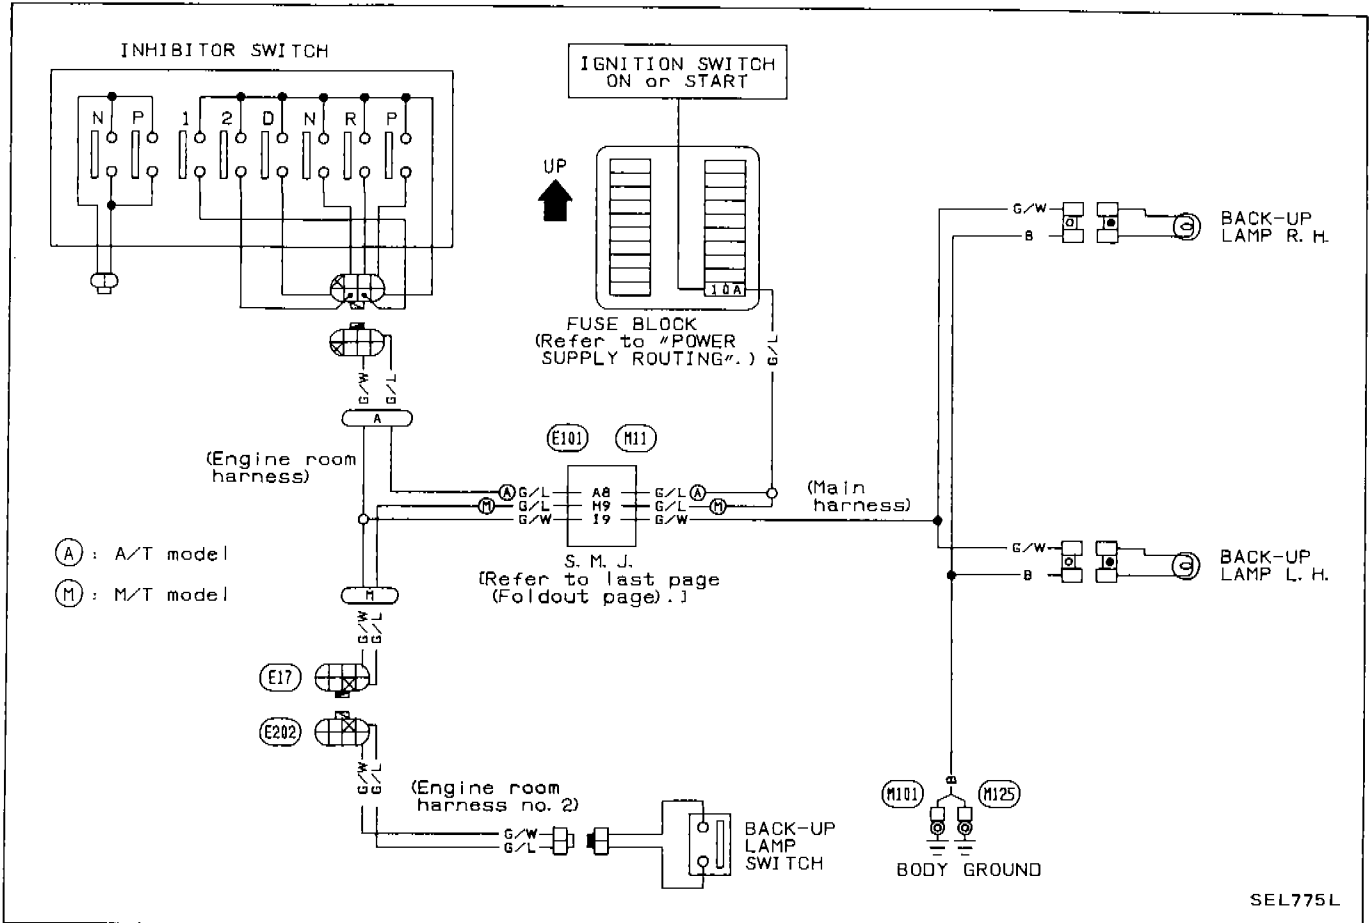 INHIBITOR SWITCH
N P 1 2 D N R P
IGNITION SWITCH
ON or START
UP
10A
FUSE BLOCK
(Refer to "POWER
SUPPLY ROUTING".)
G/L
G/W
G/L
A
(Engine room
harness)
E101 M11
A G/L A8 G/L A
M G/L H9 G/L M
G/W I9 G/W
(Main
harness)
S. M. J.
[Refer to last page
(Foldout page).]
A : A/T model
M : M/T model
M
G/W
G/L
E17
E202
G/W
G/L
(Engine room
harness no. 2)
G/W
G/L
BACK-UP
LAMP
SWITCH
G/W
B
BACK-UP
LAMP R. H.
G/W
B
BACK-UP
LAMP L. H.
B
M101 M125
BODY GROUND
SEL775L